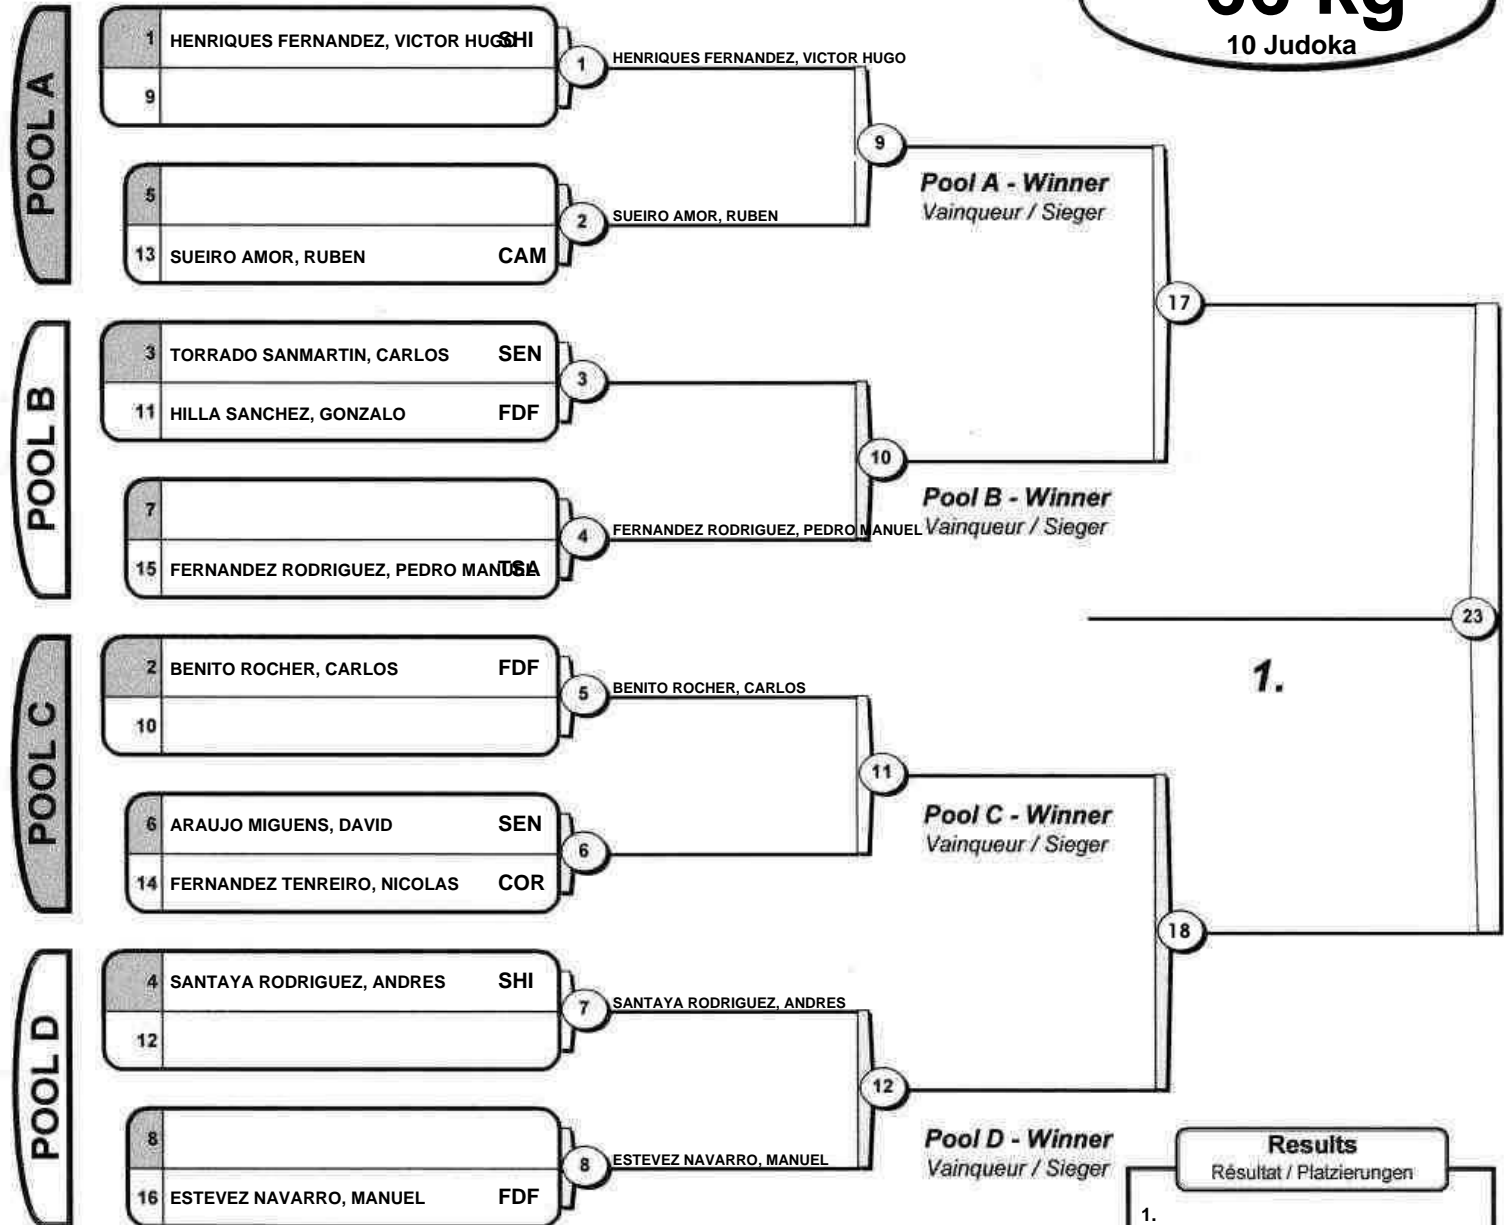 10 Judoka
POOL A
1 HENRIQUES FERNANDEZ, VICTOR HUGO SHI
9
1 HENRIQUES FERNANDEZ, VICTOR HUGO
5
13 SUEIRO AMOR, RUBEN CAM
2 SUEIRO AMOR, RUBEN
9
Pool A - Winner
Vainqueur / Sieger
POOL B
3 TORRADO SANMARTIN, CARLOS SEN
11 HILLA SANCHEZ, GONZALO FDF
3
7
15 FERNANDEZ RODRIGUEZ, PEDRO MANUEL TSA
4 FERNANDEZ RODRIGUEZ, PEDRO MANUEL
10
Pool B - Winner
Vainqueur / Sieger
17
POOL C
2 BENITO ROCHER, CARLOS FDF
10
5 BENITO ROCHER, CARLOS
6 ARAUJO MIGUENS, DAVID SEN
14 FERNANDEZ TENREIRO, NICOLAS COR
6
11
Pool C - Winner
Vainqueur / Sieger
23
1.
POOL D
4 SANTAYA RODRIGUEZ, ANDRES SHI
12
7 SANTAYA RODRIGUEZ, ANDRES
8
16 ESTEVEZ NAVARRO, MANUEL FDF
8 ESTEVEZ NAVARRO, MANUEL
12
Pool D - Winner
Vainqueur / Sieger
18
Results
Résultat / Platzierungen
1.